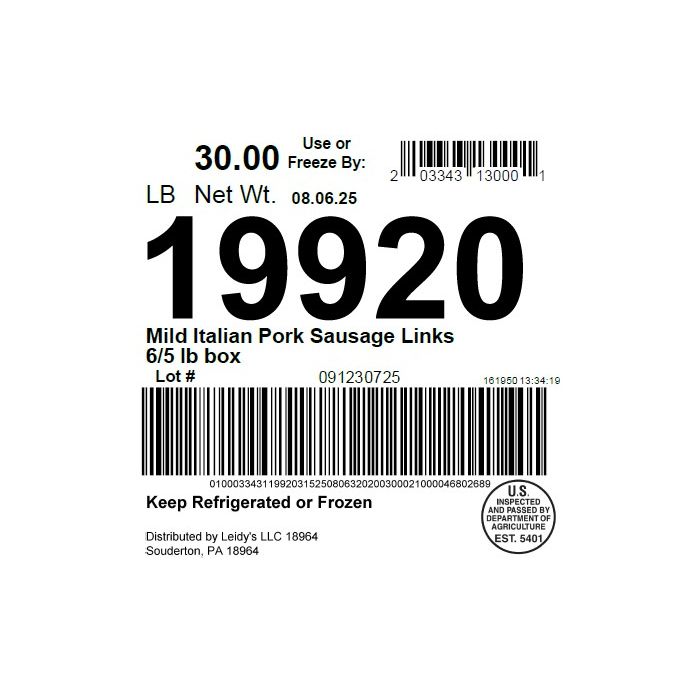 30.00
Use or
Freeze By:
LB Net Wt. 08.06.25
2 03343 13000 1
19920
Mild Italian Pork Sausage Links
6/5 lb box
Lot # 091230725 161950 13:34:19
010003343119920315250806320200300021000046802689
Keep Refrigerated or Frozen
U.S.
INSPECTED
AND PASSED BY
DEPARTMENT OF
AGRICULTURE
EST. 5401
Distributed by Leidy's LLC 18964
Souderton, PA 18964